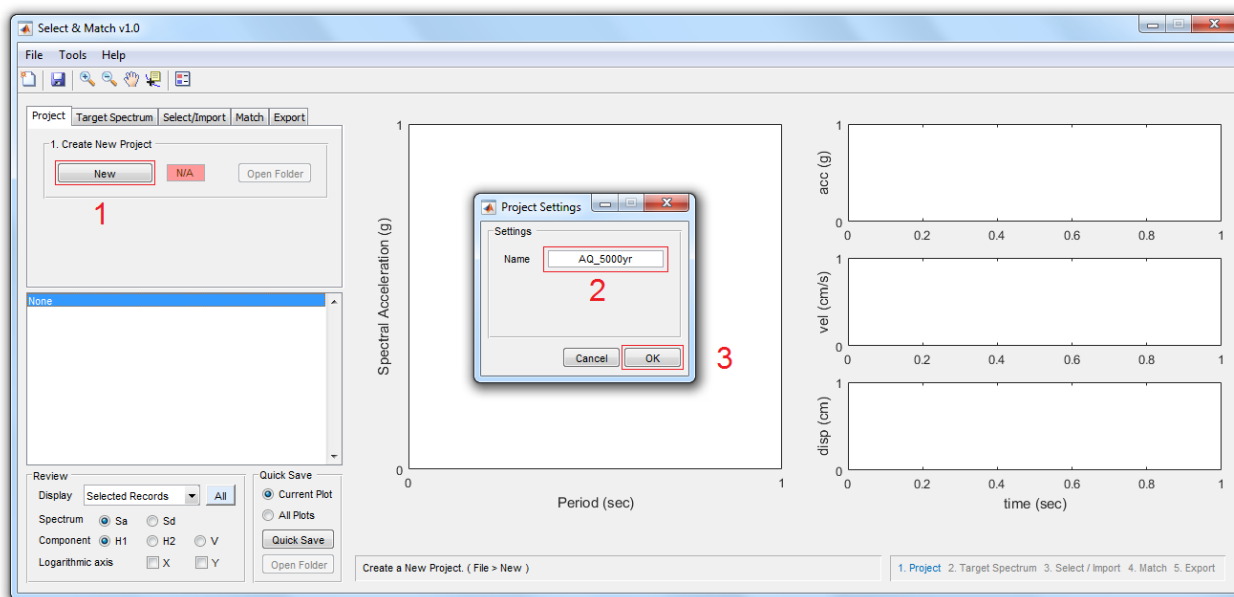 Select & Match v1.0
File Tools Help
Project Target Spectrum Select/Import Match Export
1. Create New Project
New N/A Open Folder
1
None
Review
Display Selected Records All
Spectrum Sa Sd
Component H1 H2 V
Logarithmic axis X Y
Quick Save
Current Plot
All Plots
Quick Save
Open Folder
1
Spectral Acceleration (g)
0
0 1
Period (sec)
Project Settings
Settings
Name AQ_5000yr
2
Cancel OK
3
1
acc (g)
0
0 0.2 0.4 0.6 0.8 1
1
vel (cm/s)
0
0 0.2 0.4 0.6 0.8 1
1
disp (cm)
0
0 0.2 0.4 0.6 0.8 1
time (sec)
Create a New Project. ( File > New )
1. Project 2. Target Spectrum 3. Select / Import 4. Match 5. Export